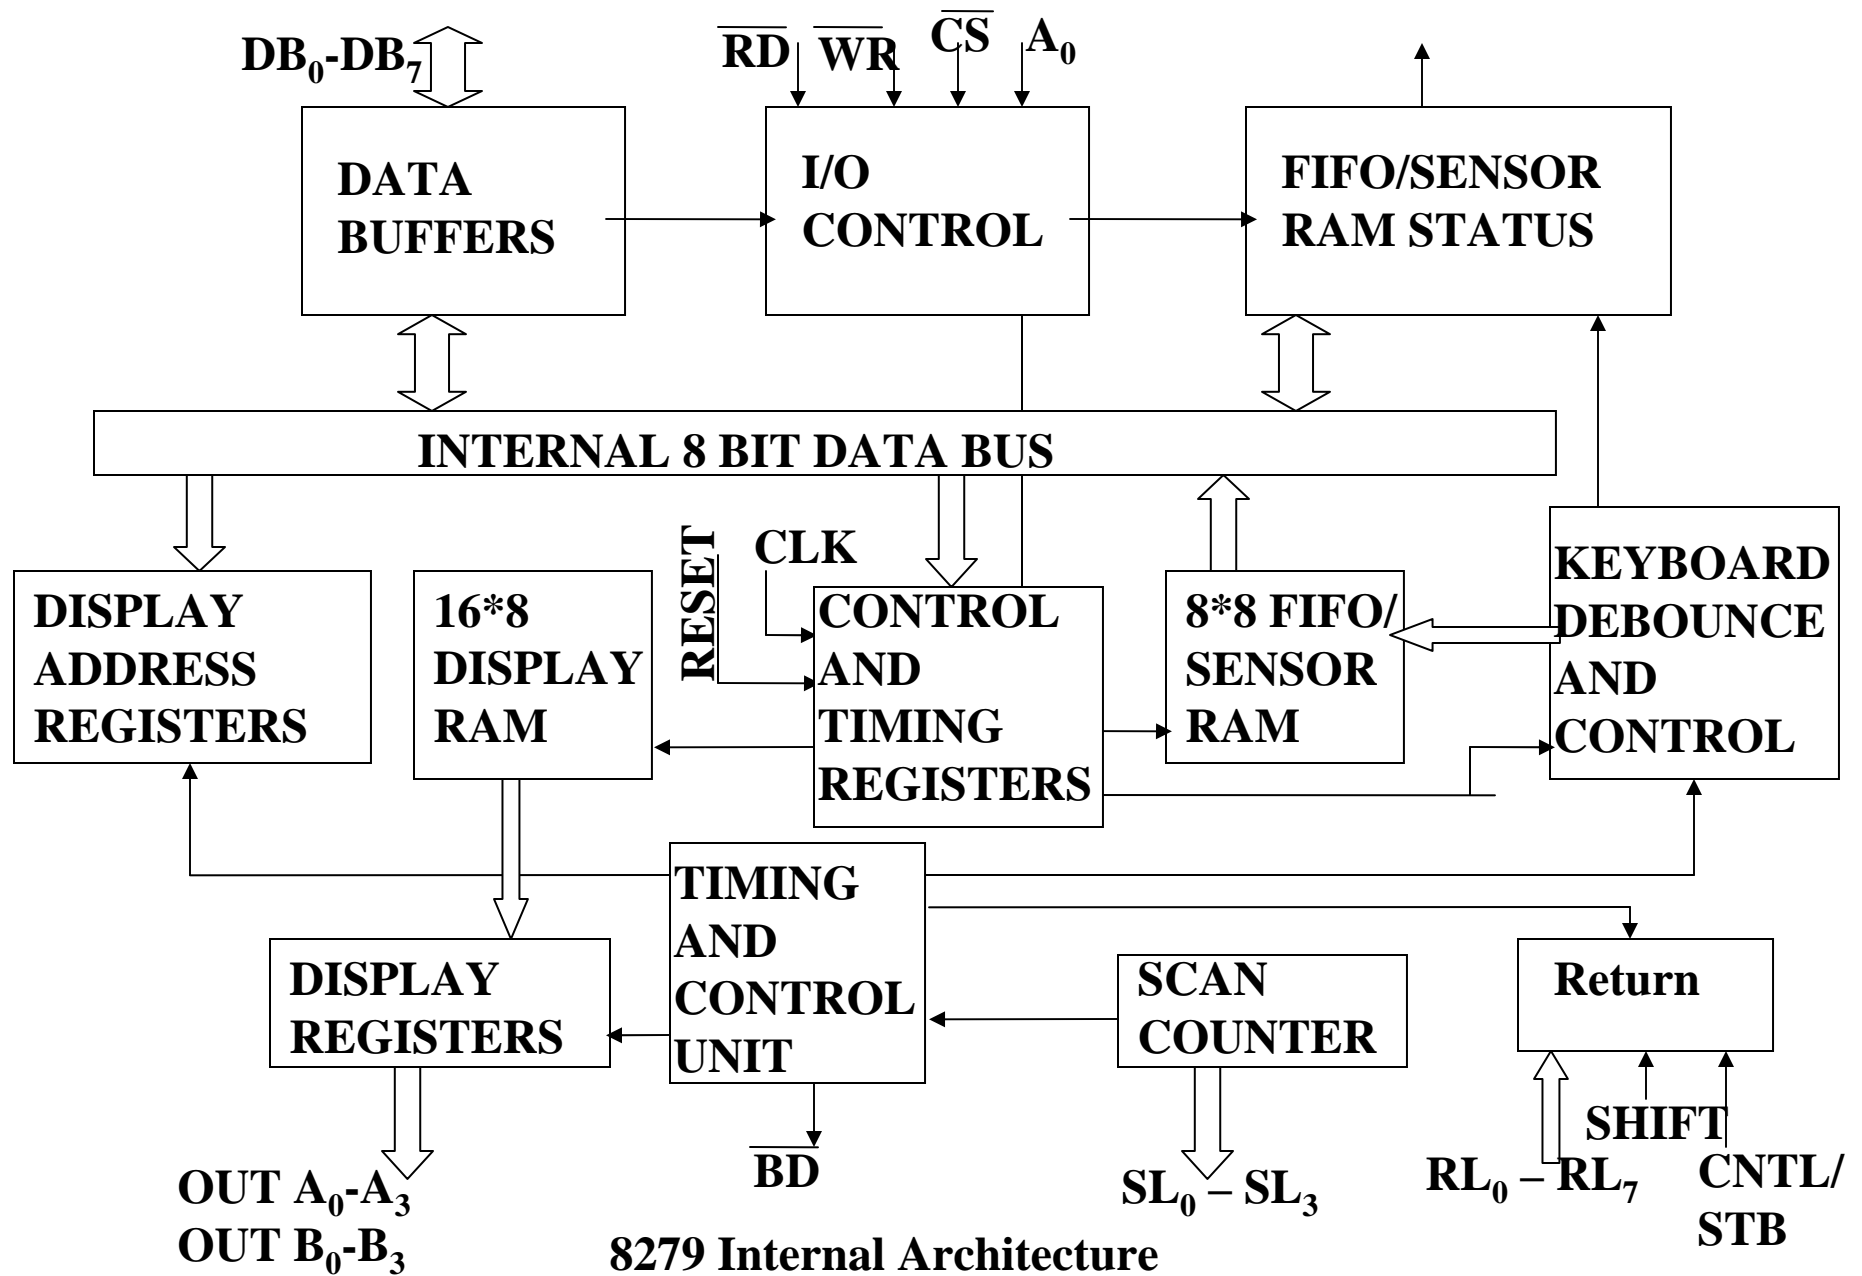 DB₀-DB₇
RD
WR
CS
A₀
DATA
BUFFERS
I/O
CONTROL
FIFO/SENSOR
RAM STATUS
INTERNAL 8 BIT DATA BUS
DISPLAY
ADDRESS
REGISTERS
16*8
DISPLAY
RAM
RESET
CLK
CONTROL
AND
TIMING
REGISTERS
8*8 FIFO/
SENSOR
RAM
KEYBOARD
DEBOUNCE
AND
CONTROL
DISPLAY
REGISTERS
TIMING
AND
CONTROL
UNIT
SCAN
COUNTER
Return
OUT A₀-A₃
OUT B₀-B₃
BD
SL₀ – SL₃
RL₀ – RL₇
SHIFT
CNTL/
STB
8279 Internal Architecture